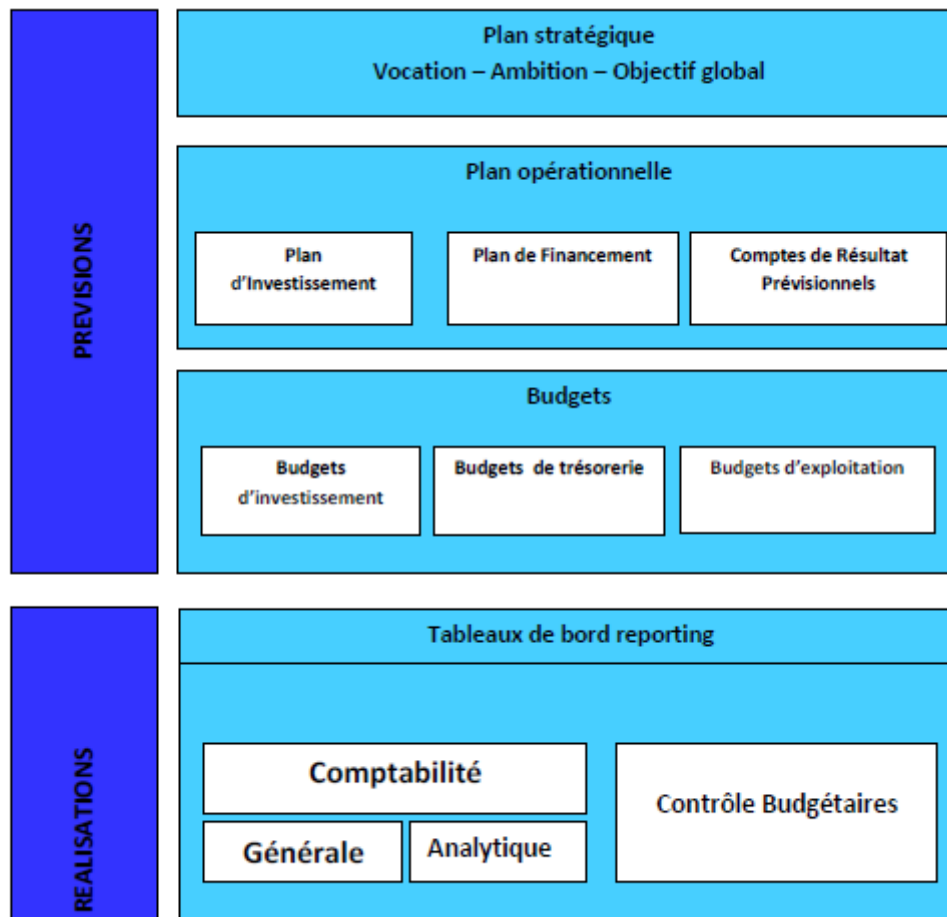 PREVISIONS
Plan stratégique
Vocation – Ambition – Objectif global
Plan opérationnelle
Plan
d'Investissement
Plan de Financement
Comptes de Résultat
Prévisionnels
Budgets
Budgets
d'investissement
Budgets de trésorerie
Budgets d'exploitation
REALISATIONS
Tableaux de bord reporting
Comptabilité
Générale
Analytique
Contrôle Budgétaires